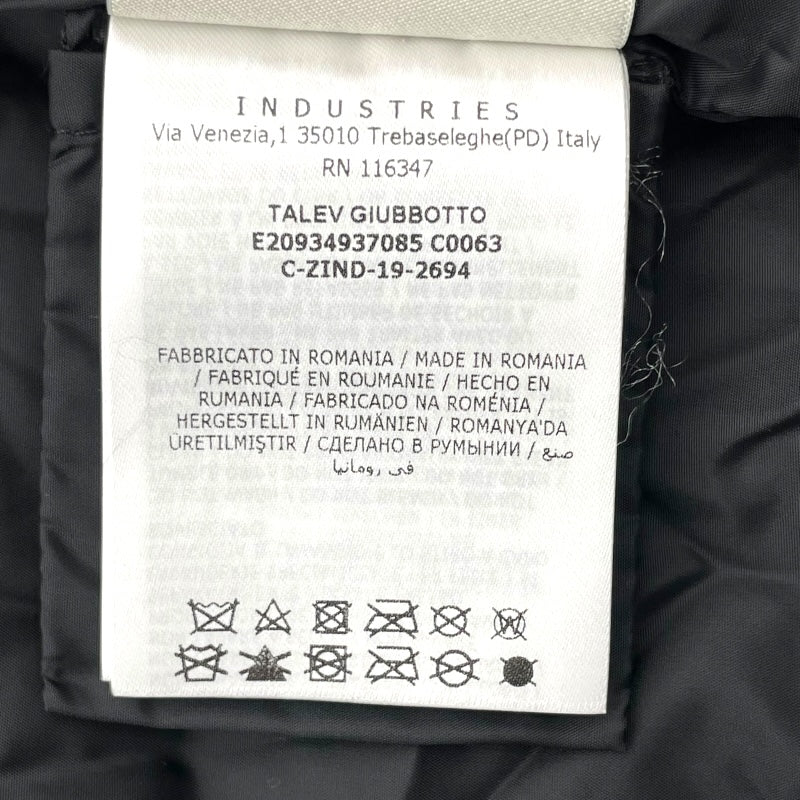 INDUSTRIES
Via Venezia,1 35010 Trebaseleghe(PD) Italy
RN 116347
TALEV GIUBBOTTO
E20934937085 C0063
C-ZIND-19-2694
FABBRICATO IN ROMANIA / MADE IN ROMANIA
/ FABRIQUÉ EN ROUMANIE / HECHO EN
RUMANIA / FABRICADO NA ROMÉNIA /
HERGESTELLT IN RUMÄNIEN / ROMANYA'DA
ÜRETILMIŞTIR / СДЕЛАНО В РУМЫНИИ / صنع
في رومانيا
W